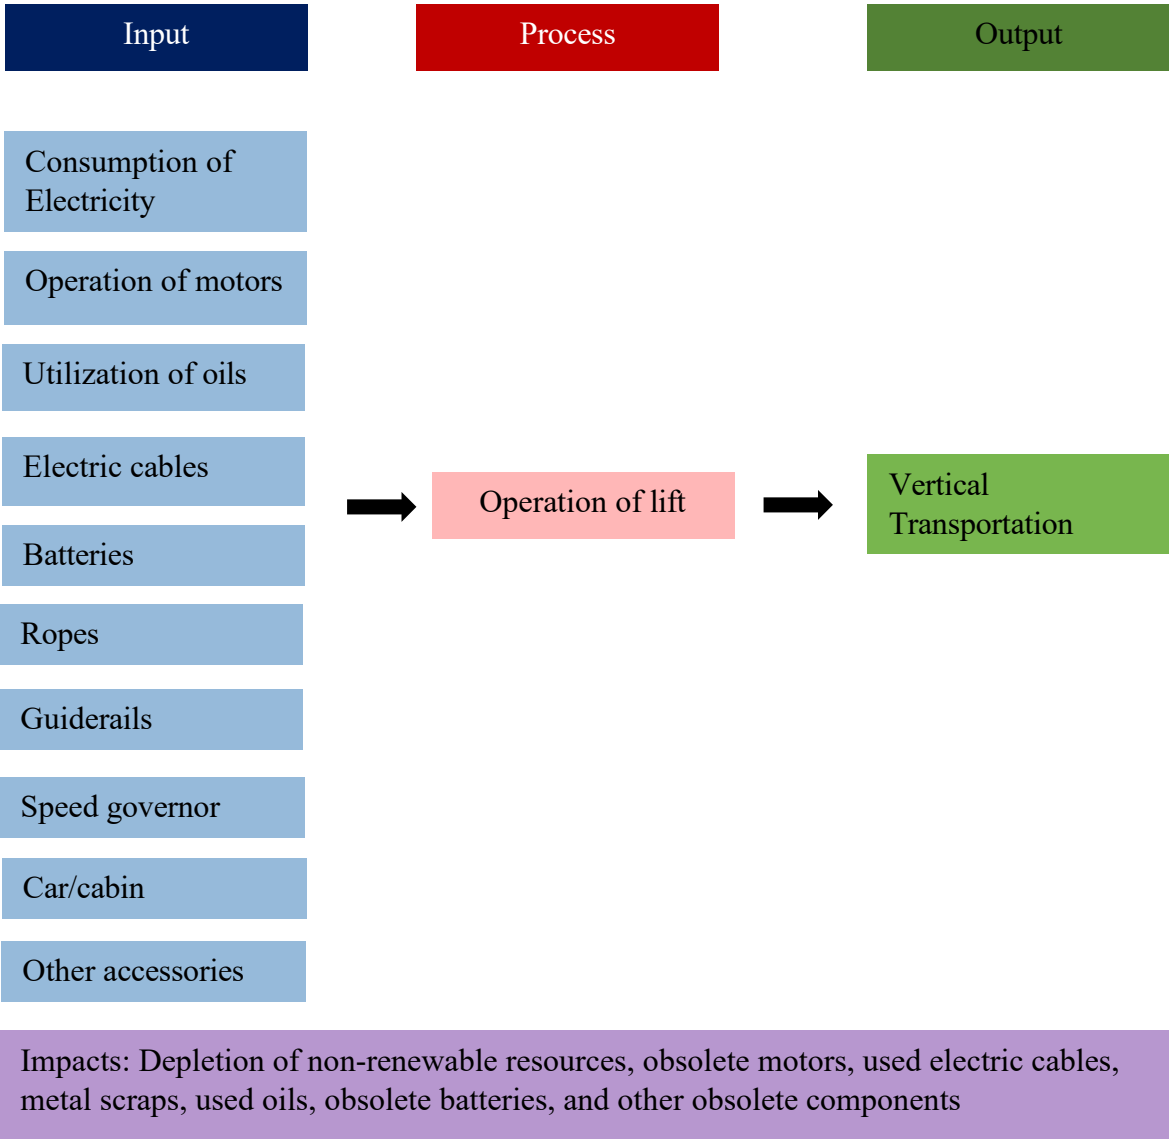 Input
Process
Output
Consumption of
Electricity
Operation of motors
Utilization of oils
Electric cables
Batteries
Ropes
Guiderails
Speed governor
Car/cabin
Other accessories
Operation of lift
Vertical
Transportation
Impacts: Depletion of non-renewable resources, obsolete motors, used electric cables,
metal scraps, used oils, obsolete batteries, and other obsolete components